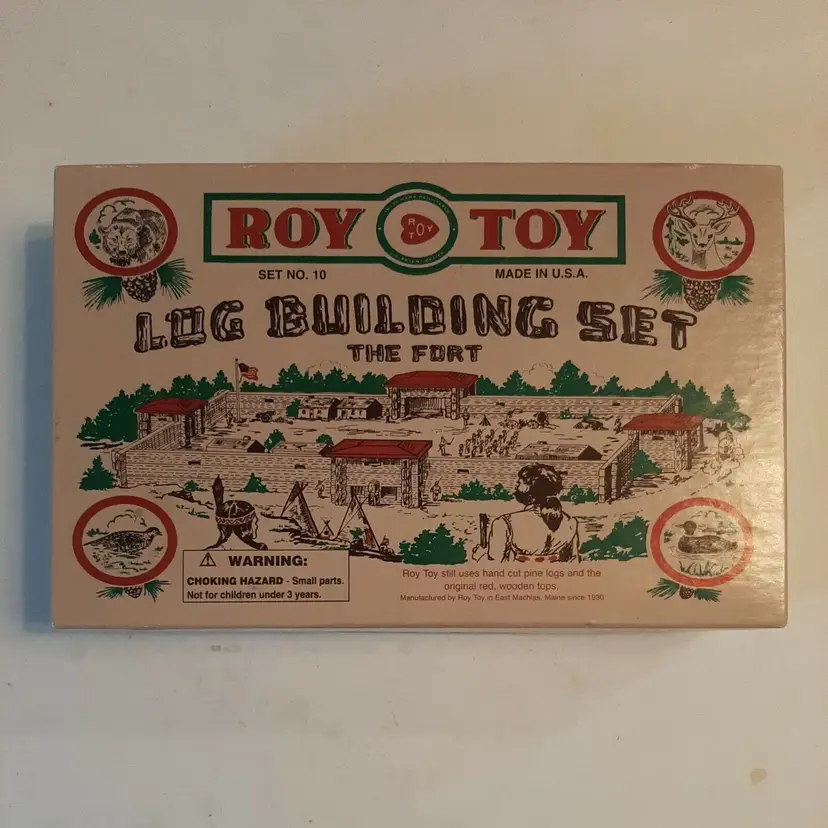 ROY TOY
R
TOY
SET NO. 10
MADE IN U.S.A.
LOG BUILDING SET
THE FORT
WARNING:
CHOKING HAZARD - Small parts.
Not for children under 3 years.
Roy Toy still uses hand cut pine logs and the
original red, wooden tops.
Manufactured by Roy Toy in East Machias, Maine since 1930